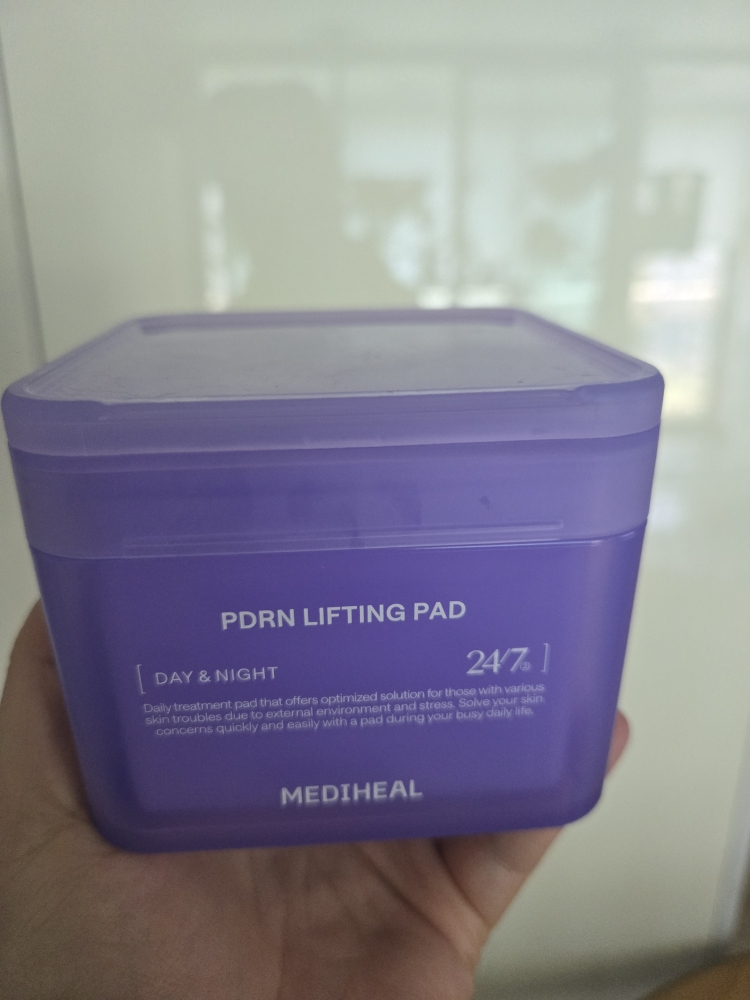 PDRN LIFTING PAD
[ DAY & NIGHT 24/7® ]
Daily treatment pad that offers optimized solution for those with various
skin troubles due to external environment and stress. Solve your skin
concerns quickly and easily with a pad during your busy daily life.
MEDIHEAL